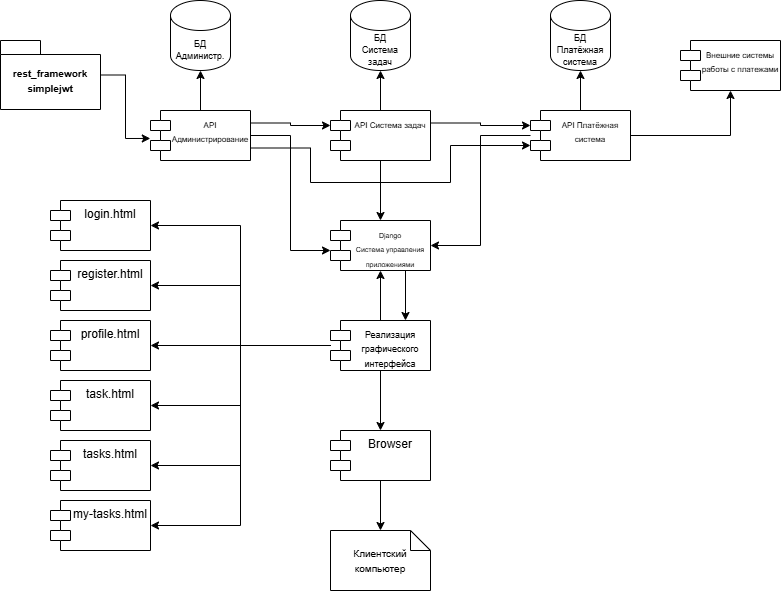 БД
Администр.
БД
Система
задач
БД
Платёжная
система
Внешние системы
работы с платежами
rest_framework
simplejwt
API
Администрирование
API Система задач
API Платёжная
система
login.html
Django
Система управления
приложениями
register.html
profile.html
Реализация
графического
интерфейса
task.html
Browser
tasks.html
my-tasks.html
Клиентский
компьютер